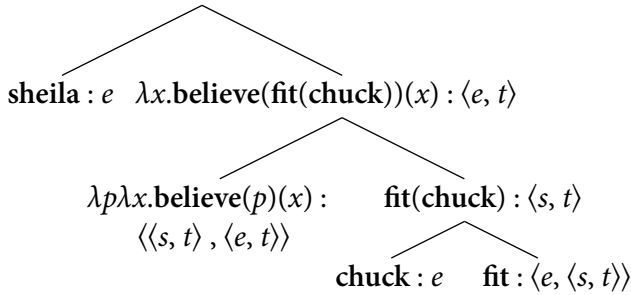 sheila : e λx.believe(fit(chuck))(x) : ⟨e, t⟩
λpλx.believe(p)(x) : fit(chuck) : ⟨s, t⟩
⟨⟨s, t⟩ , ⟨e, t⟩⟩
chuck : e fit : ⟨e, ⟨s, t⟩⟩